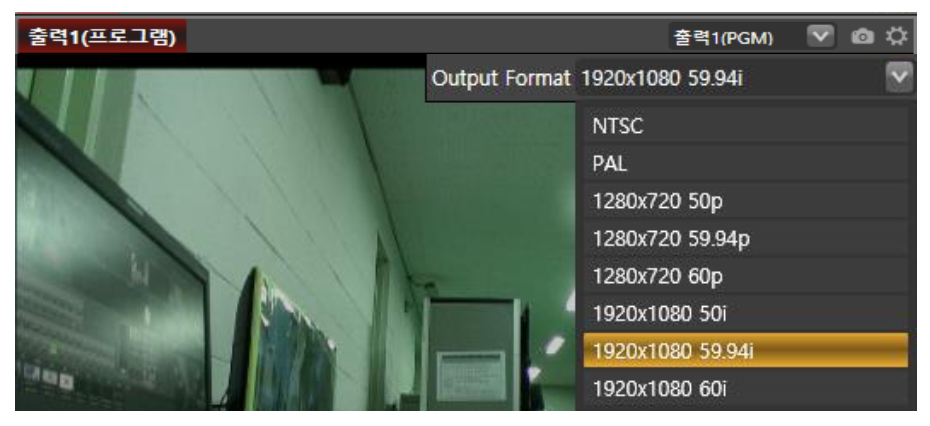 출력1(프로그램)
출력1(PGM)
Output Format 1920x1080 59.94i
NTSC
PAL
1280x720 50p
1280x720 59.94p
1280x720 60p
1920x1080 50i
1920x1080 59.94i
1920x1080 60i